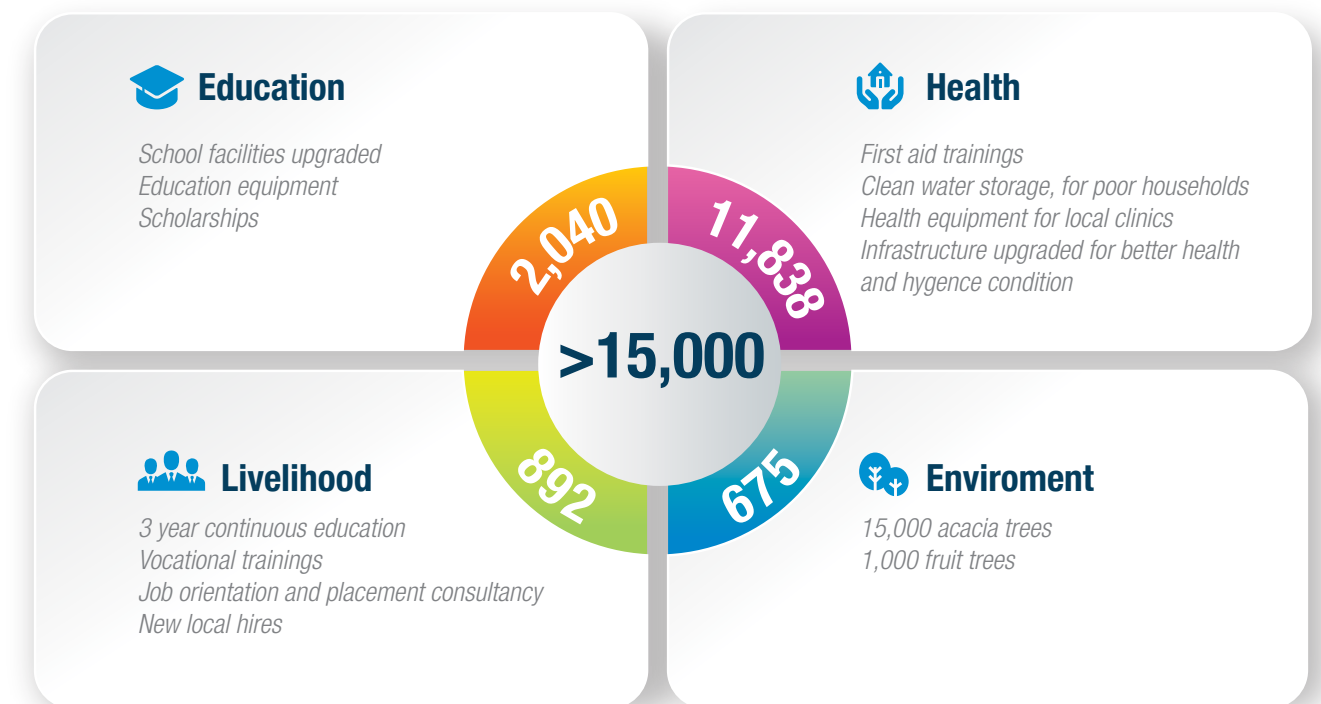 Education
School facilities upgraded
Education equipment
Scholarships
2,040
Health
First aid trainings
Clean water storage, for poor households
Health equipment for local clinics
Infrastructure upgraded for better health
and hygence condition
11,838
>15,000
Livelihood
3 year continuous education
Vocational trainings
Job orientation and placement consultancy
New local hires
892
Enviroment
15,000 acacia trees
1,000 fruit trees
675